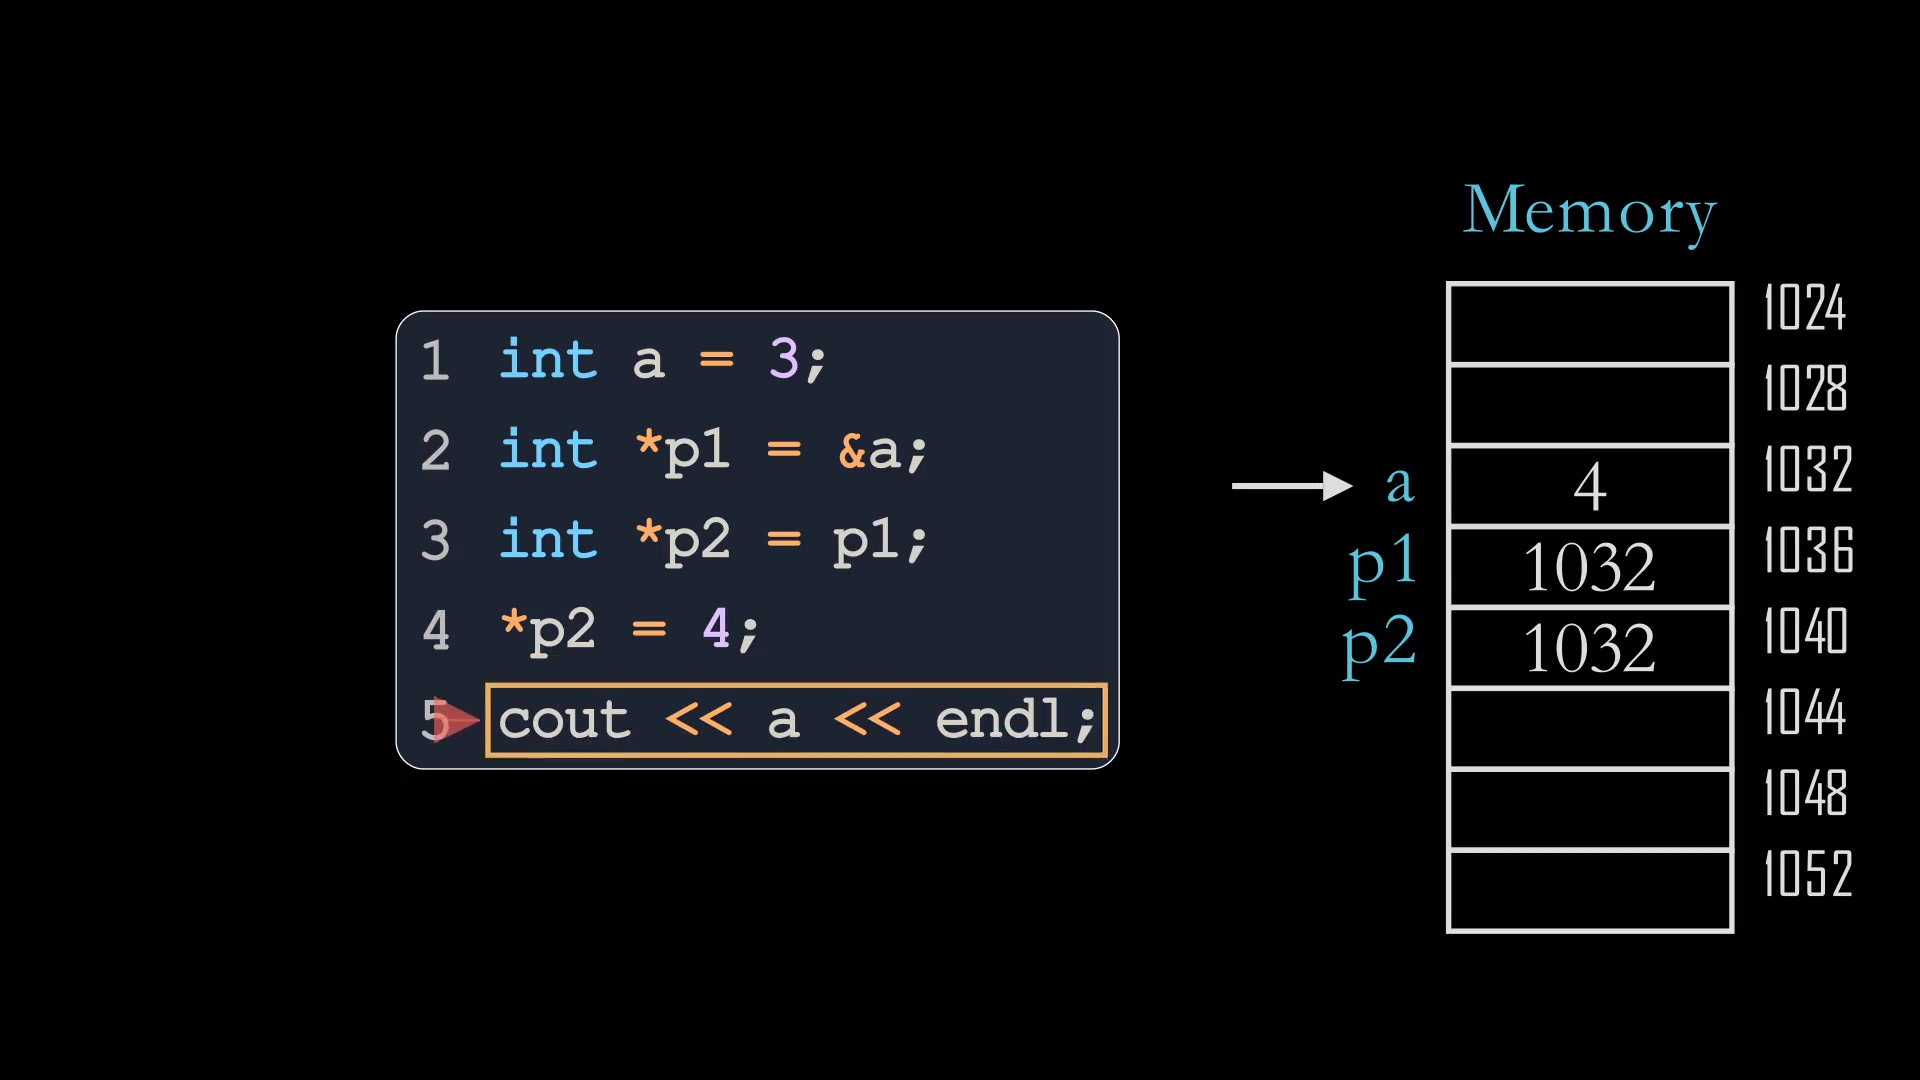 1 int a = 3;
2 int *p1 = &a;
3 int *p2 = p1;
4 *p2 = 4;
5 cout << a << endl;
Memory
1024
1028
a 4 1032
p1 1032 1036
p2 1032 1040
1044
1048
1052